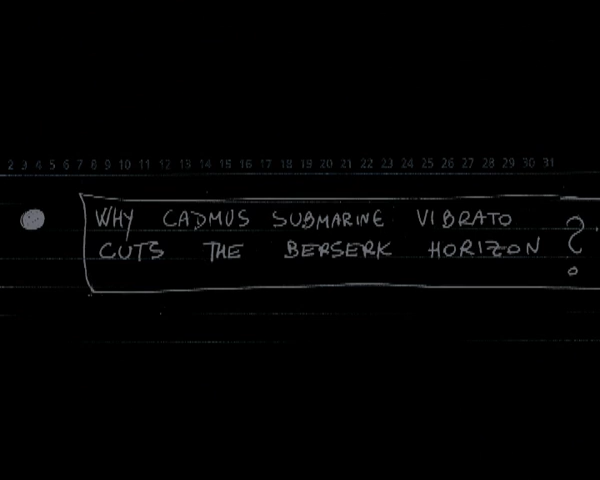 2 3 4 5 6 7 8 9 10 11 12 13 14 15 16 17 18 19 20 21 22 23 24 25 26 27 28 29 30 31
WHY CADMUS SUBMARINE VIBRATO
CUTS THE BERSERK HORIZON ?